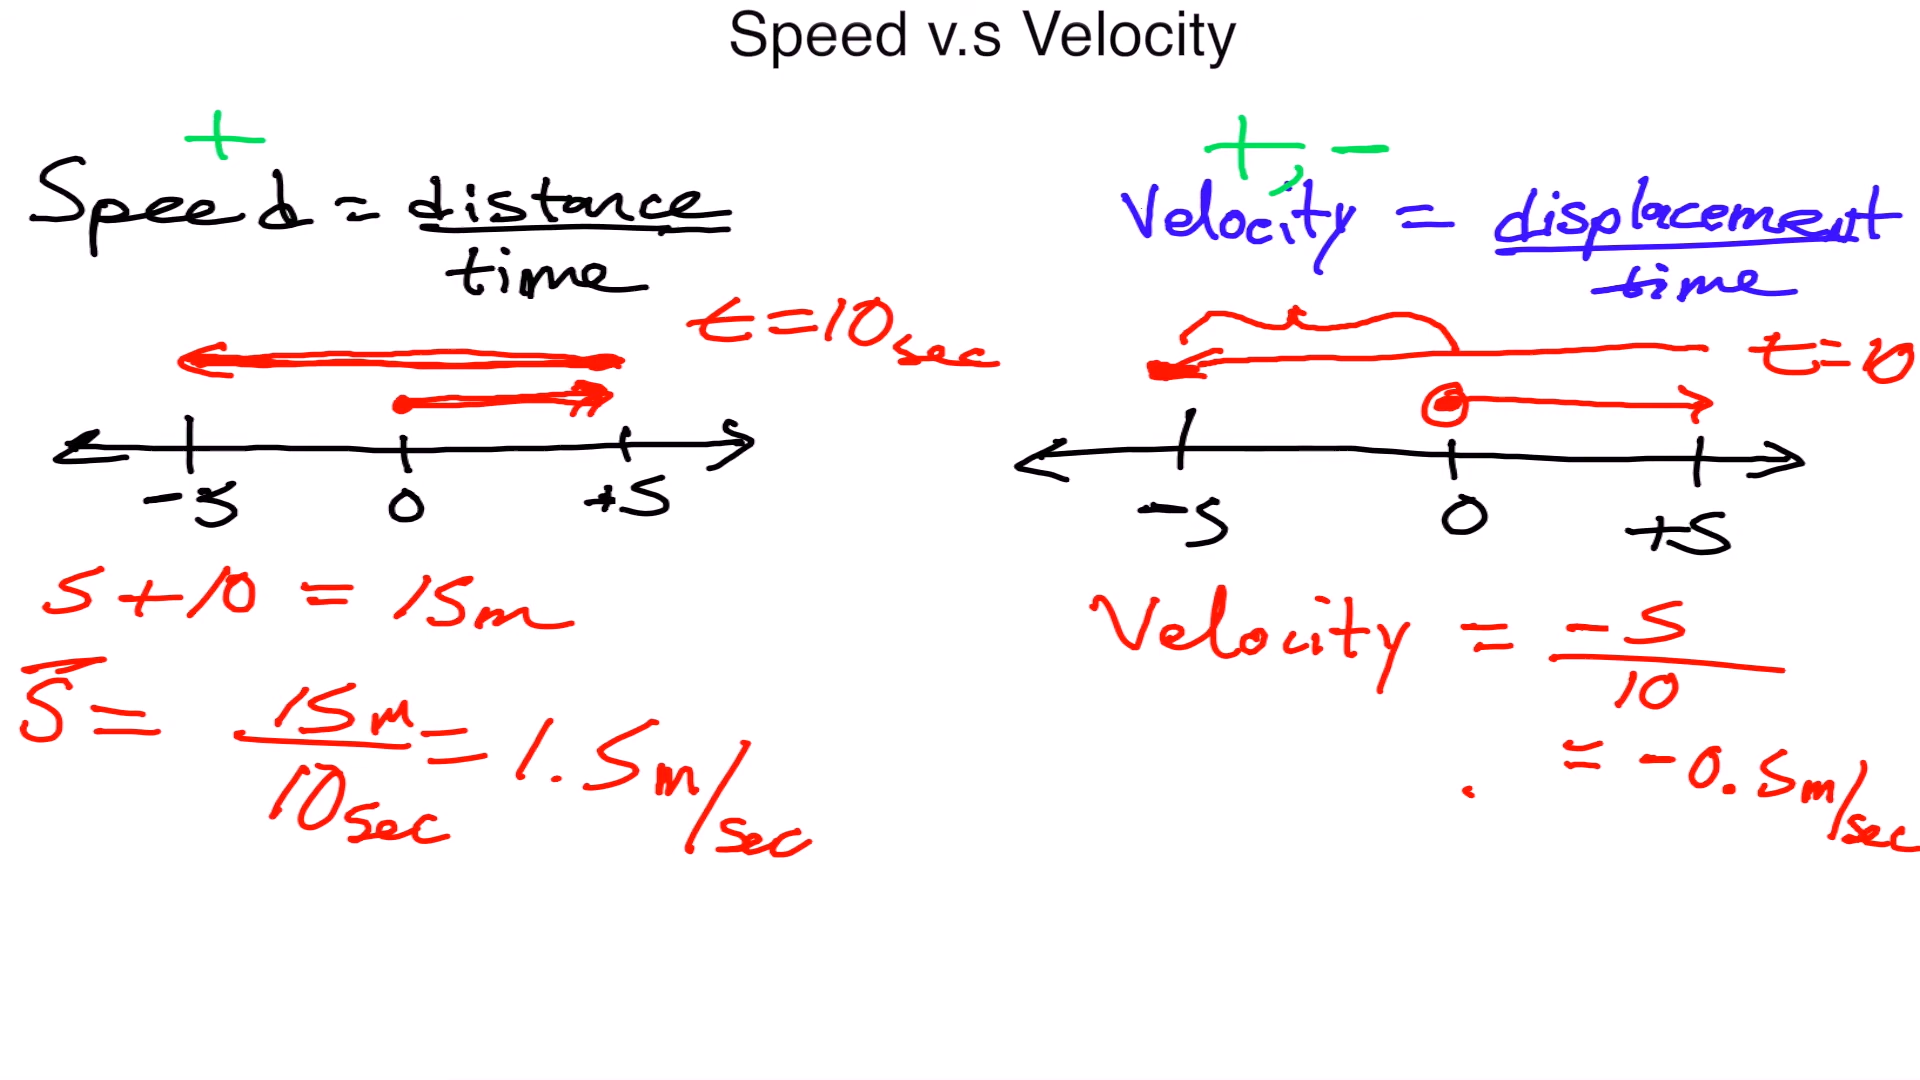 Speed v.s Velocity
+
Speed = distance
time
t=10sec
-5 0 +5
5+10 = 15m
S = 15m = 1.5m/sec
10sec
+, -
Velocity = displacement
time
t=10
-5 0 +5
Velocity = -5
10
= -0.5m/sec